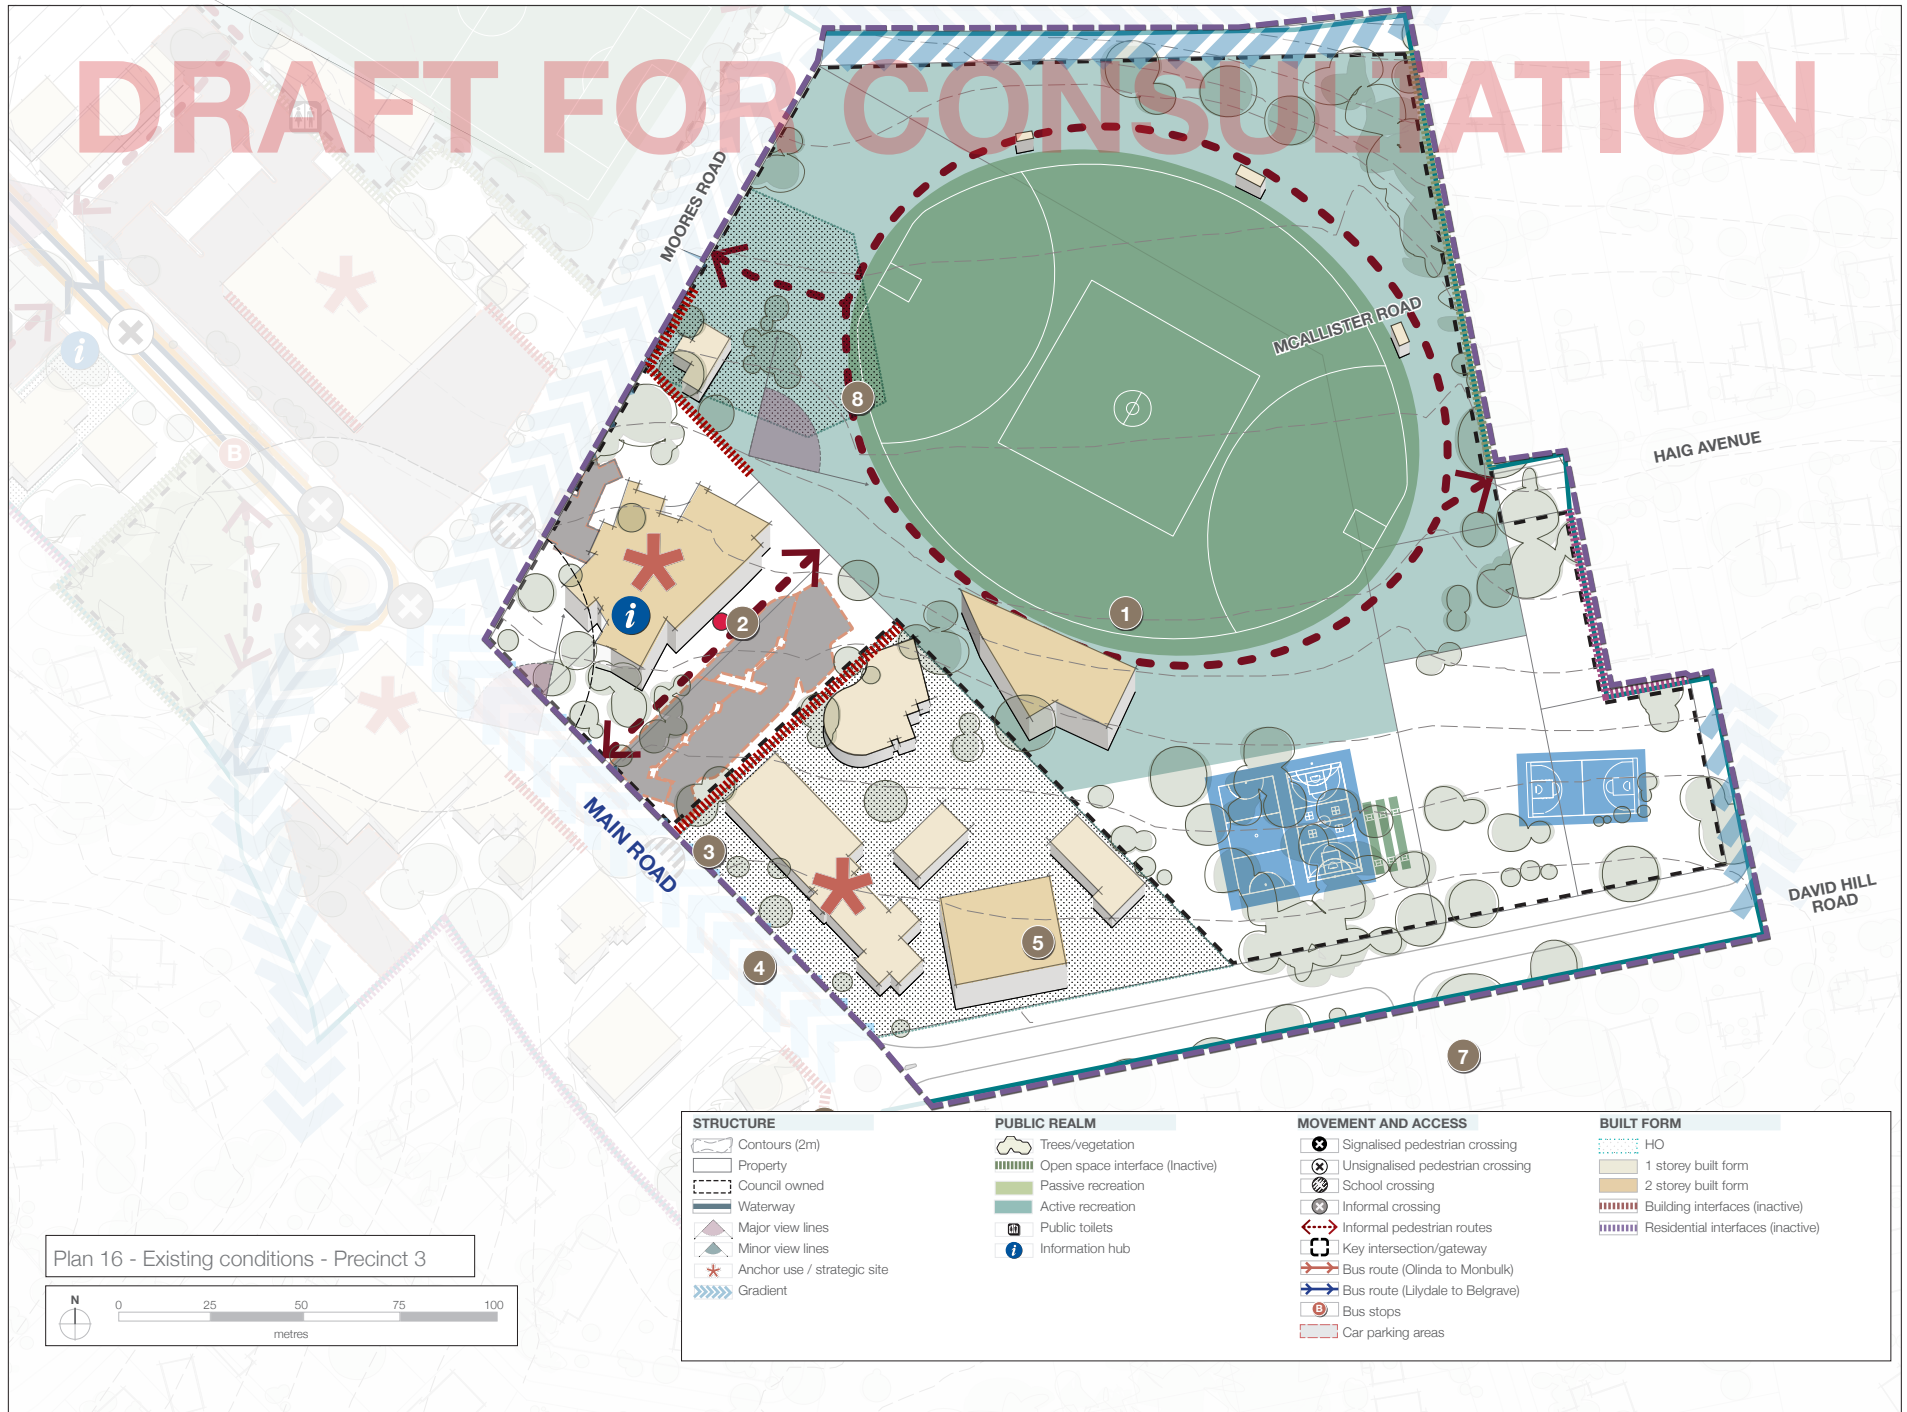 DRAFT FOR CONSULTATION
MOORES ROAD
MCALLISTER ROAD
HAIG AVENUE
DAVID HILL
ROAD
MAIN ROAD
B
i
i
1
2
3
4
5
7
8
Plan 16 - Existing conditions - Precinct 3
N
0 25 50 75 100
metres
STRUCTURE
Contours (2m)
Property
Council owned
Waterway
Major view lines
Minor view lines
Anchor use / strategic site
Gradient
PUBLIC REALM
Trees/vegetation
Open space interface (Inactive)
Passive recreation
Active recreation
Public toilets
i Information hub
MOVEMENT AND ACCESS
Signalised pedestrian crossing
Unsignalised pedestrian crossing
School crossing
Informal crossing
Informal pedestrian routes
Key intersection/gateway
Bus route (Olinda to Monbulk)
Bus route (Lilydale to Belgrave)
B Bus stops
Car parking areas
BUILT FORM
HO
1 storey built form
2 storey built form
Building interfaces (inactive)
Residential interfaces (inactive)